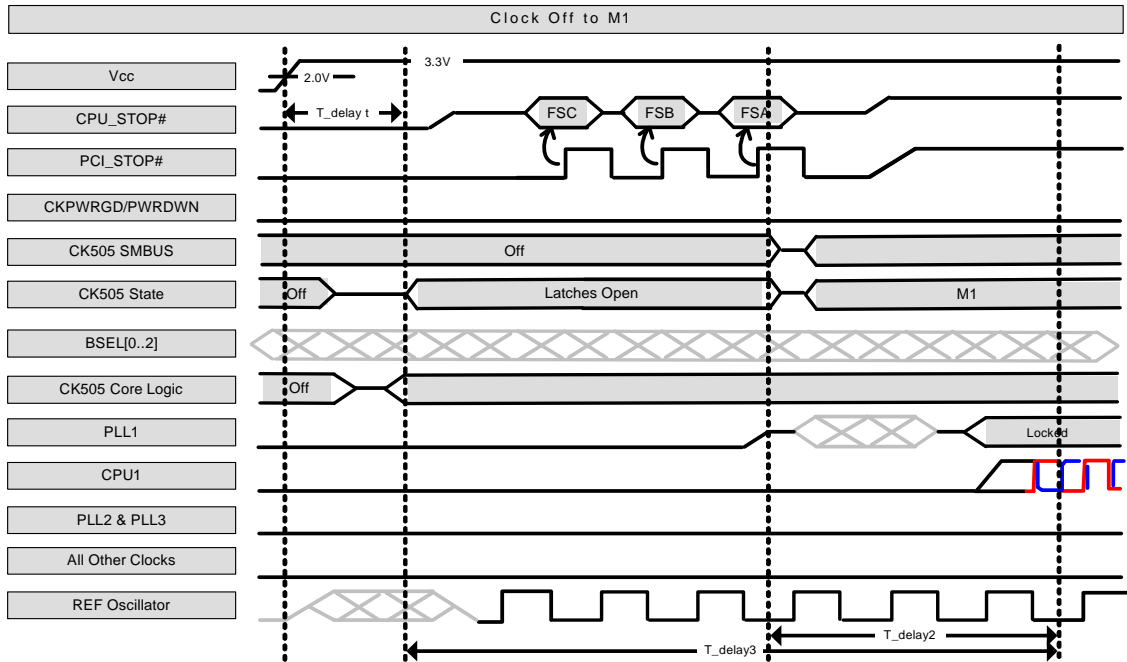 Clock Off to M1
Vcc
2.0V
3.3V
CPU_STOP#
T_delay t
FSC
FSB
FSA
PCI_STOP#
CKPWRGD/PWRDWN
CK505 SMBUS
Off
CK505 State
Off
Latches Open
M1
BSEL[0..2]
CK505 Core Logic
Off
PLL1
Locked
CPU1
PLL2 & PLL3
All Other Clocks
REF Oscillator
T_delay2
T_delay3